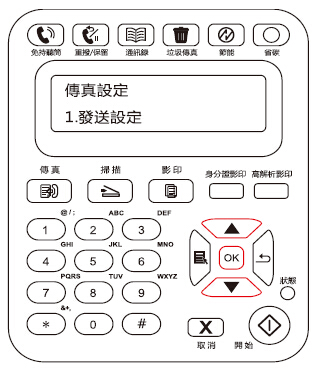 免持聽筒 重撥/保留 通訊錄 垃圾傳真 節能 省碳
傳真設定
1.發送設定
傳真 掃描 影印 身分證影印 高解析影印
@/: ABC DEF
1 2 3
GHI JKL MNO
4 5 6
OK
PQRS TUV WXYZ
7 8 9
狀態
&+,
* 0 #
X
取消 開始